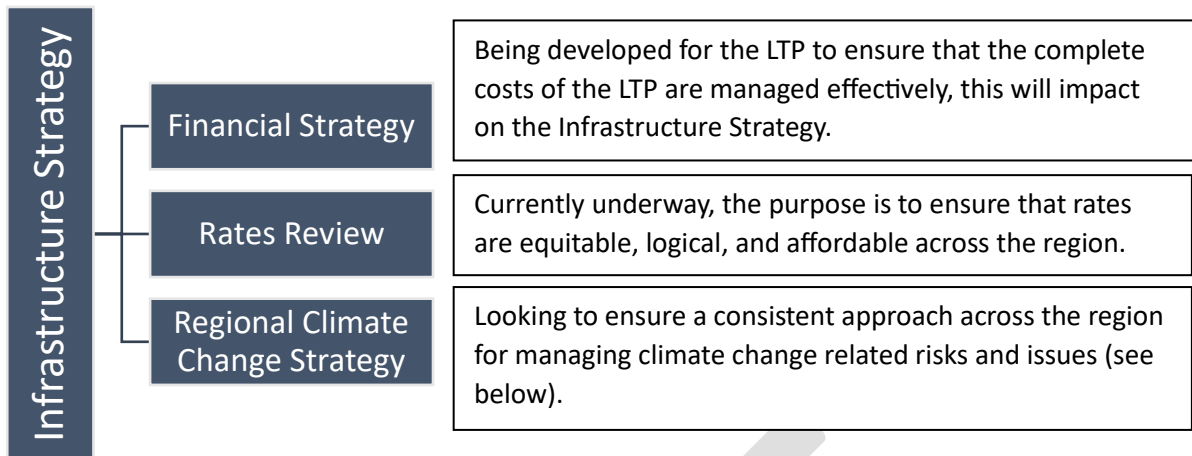 Infrastructure Strategy
Financial Strategy
Being developed for the LTP to ensure that the complete
costs of the LTP are managed effectively, this will impact
on the Infrastructure Strategy.
Rates Review
Currently underway, the purpose is to ensure that rates
are equitable, logical, and affordable across the region.
Regional Climate
Change Strategy
Looking to ensure a consistent approach across the region
for managing climate change related risks and issues (see
below).